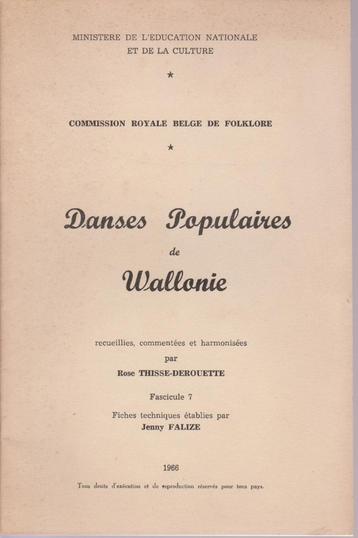 MINISTERE DE L'EDUCATION NATIONALE
ET DE LA CULTURE
*
COMMISSION ROYALE BELGE DE FOLKLORE
*
Danses Populaires
de
Wallonie
recueillies, commentées et harmonisées
par
Rose THISSE-DEROUETTE
Fascicule 7
Fiches techniques établies par
Jenny FALIZE
1966
Tous droits d'exécution et de reproduction réservés pour tous pays.